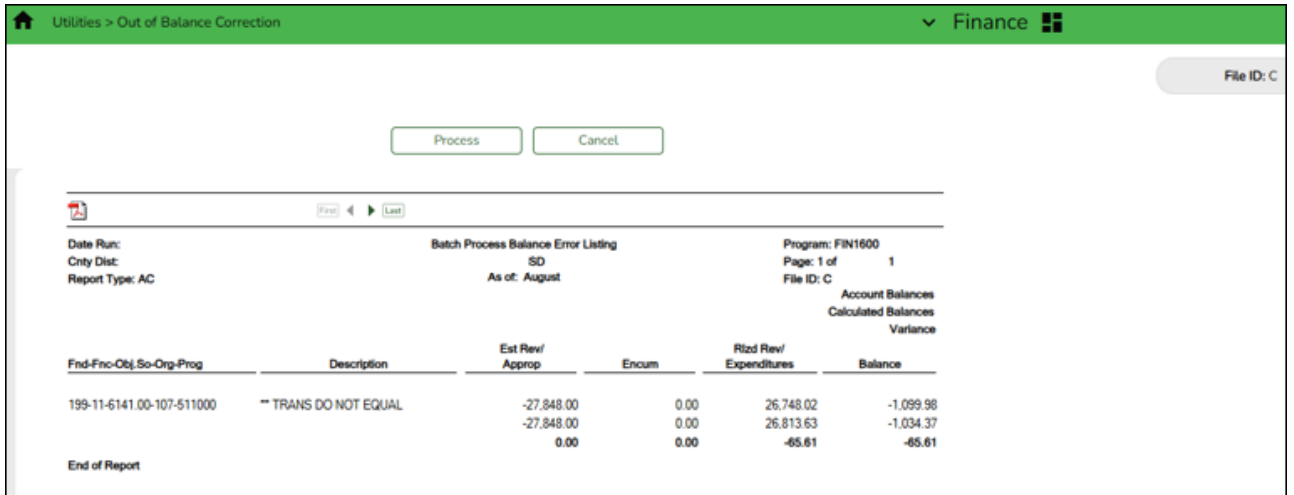 Utilities > Out of Balance Correction
Finance
File ID: C
Process Cancel
First Last
Date Run: Batch Process Balance Error Listing Program: FIN1600
Cnty Dist: SD Page: 1 of 1
Report Type: AC As of: August File ID: C
Account Balances
Calculated Balances
Variance
Est Rev/ Rlzd Rev/
Fnd-Fnc-Obj.So-Org-Prog Description Approp Encum Expenditures Balance
199-11-6141.00-107-511000 ** TRANS DO NOT EQUAL -27,848.00 0.00 26,748.02 -1,099.98
-27,848.00 0.00 26,813.63 -1,034.37
0.00 0.00 -65.61 -65.61
End of Report